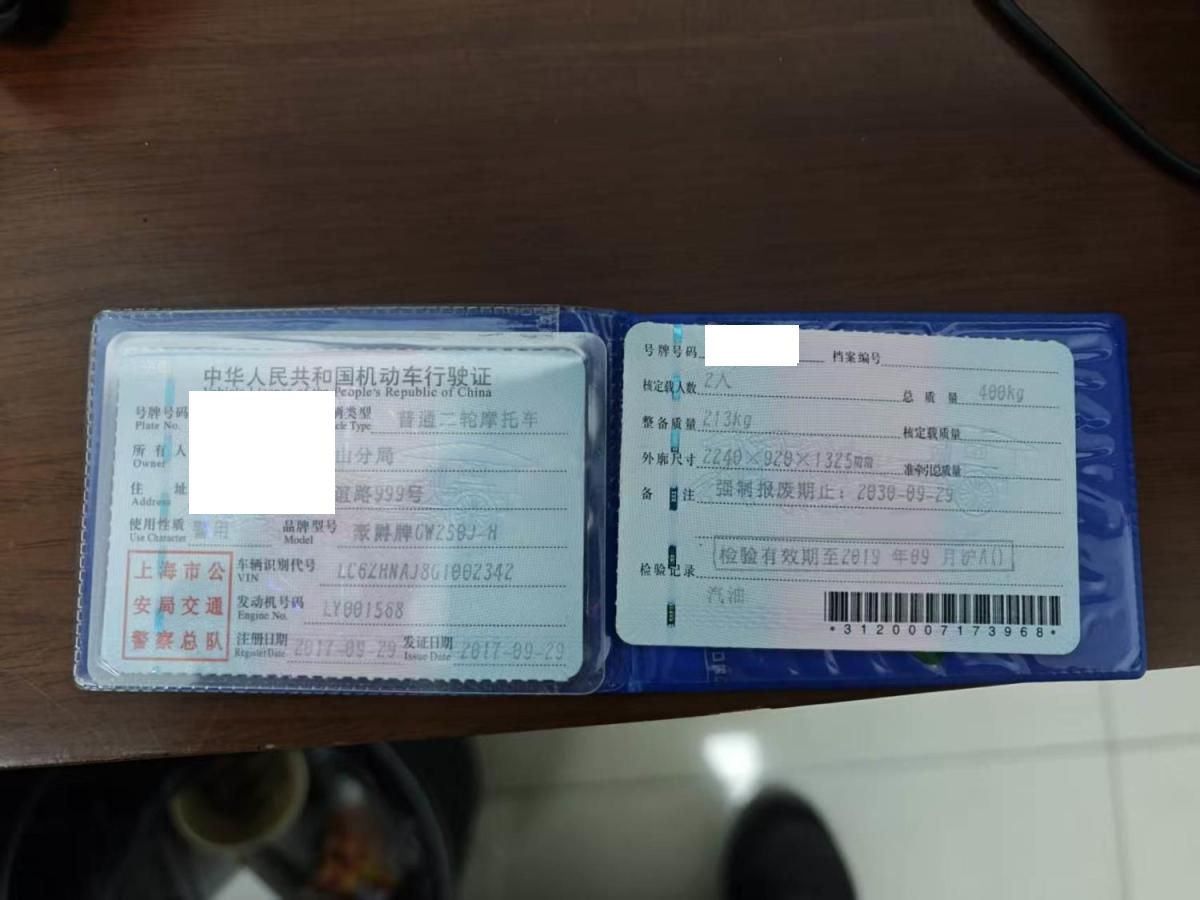 中华人民共和国机动车行驶证
People's Republic of China
号牌号码 辆类型 普通二轮摩托车
Plate No. cle Type
所有人 山分局
Owner
住址 谊路999号
Address
使用性质 警用 品牌型号 豪爵牌GW250J-H
Use Character Model
上海市公
安局交通
警察总队
车辆识别代号 LC6ZHNAJ8G1002342
VIN
发动机号码 LY001568
Engine No.
注册日期 2017-09-29 发证日期 2017-09-29
Register Date Issue Date
号牌号码 档案编号
核定载人数 2人 总质量 400kg
整备质量 213kg 核定载质量
外廓尺寸 2240×920×1325mm 准牵引总质量
备注 强制报废期止：2030-09-29
检验有效期至2019年09月沪A()
检验记录
汽油
*3120007173968*